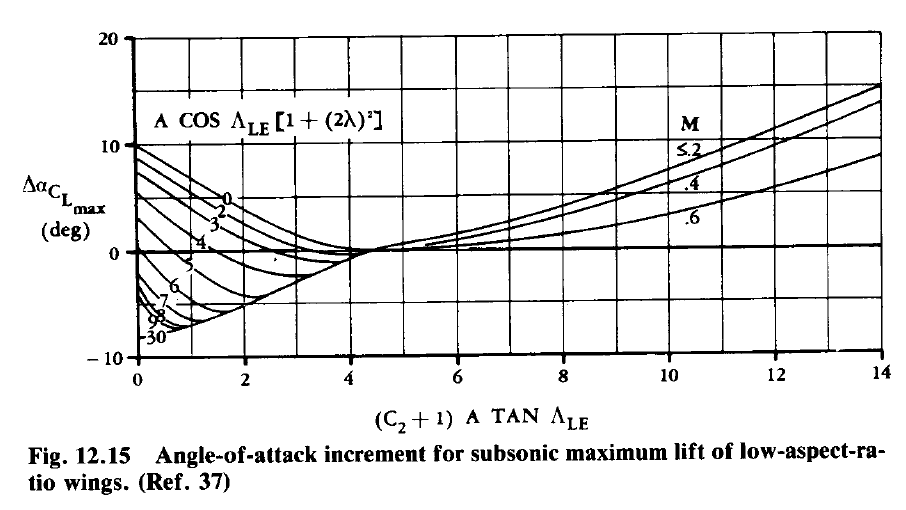 20
A COS Λ_LE [1 + (2λ)²]
M
10
≤.2
Δα_C_L_max
(deg)
0
2
3
.4
4
.6
0
5
6
7
8
9
30
−10
0 2 4 6 8 10 12 14
(C₂ + 1) A TAN Λ_LE
Fig. 12.15 Angle-of-attack increment for subsonic maximum lift of low-aspect-ra-
tio wings. (Ref. 37)